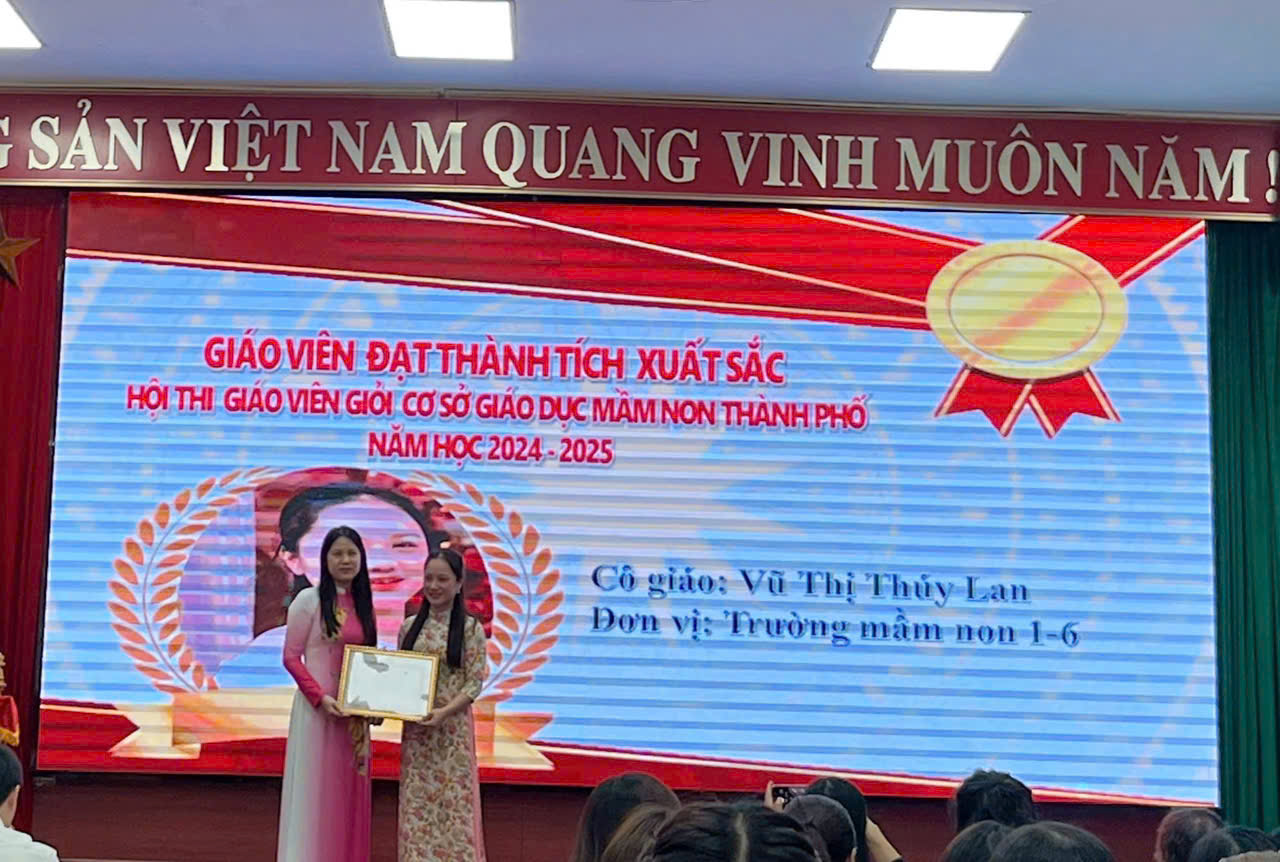 G SẢN VIỆT NAM QUANG VINH MUÔN NĂM !
GIÁO VIÊN ĐẠT THÀNH TÍCH XUẤT SẮC
HỘI THI GIÁO VIÊN GIỎI CƠ SỞ GIÁO DỤC MẦM NON THÀNH PHỐ
NĂM HỌC 2024 - 2025
Cô giáo: Vũ Thị Thúy Lan
Đơn vị: Trường mầm non 1-6